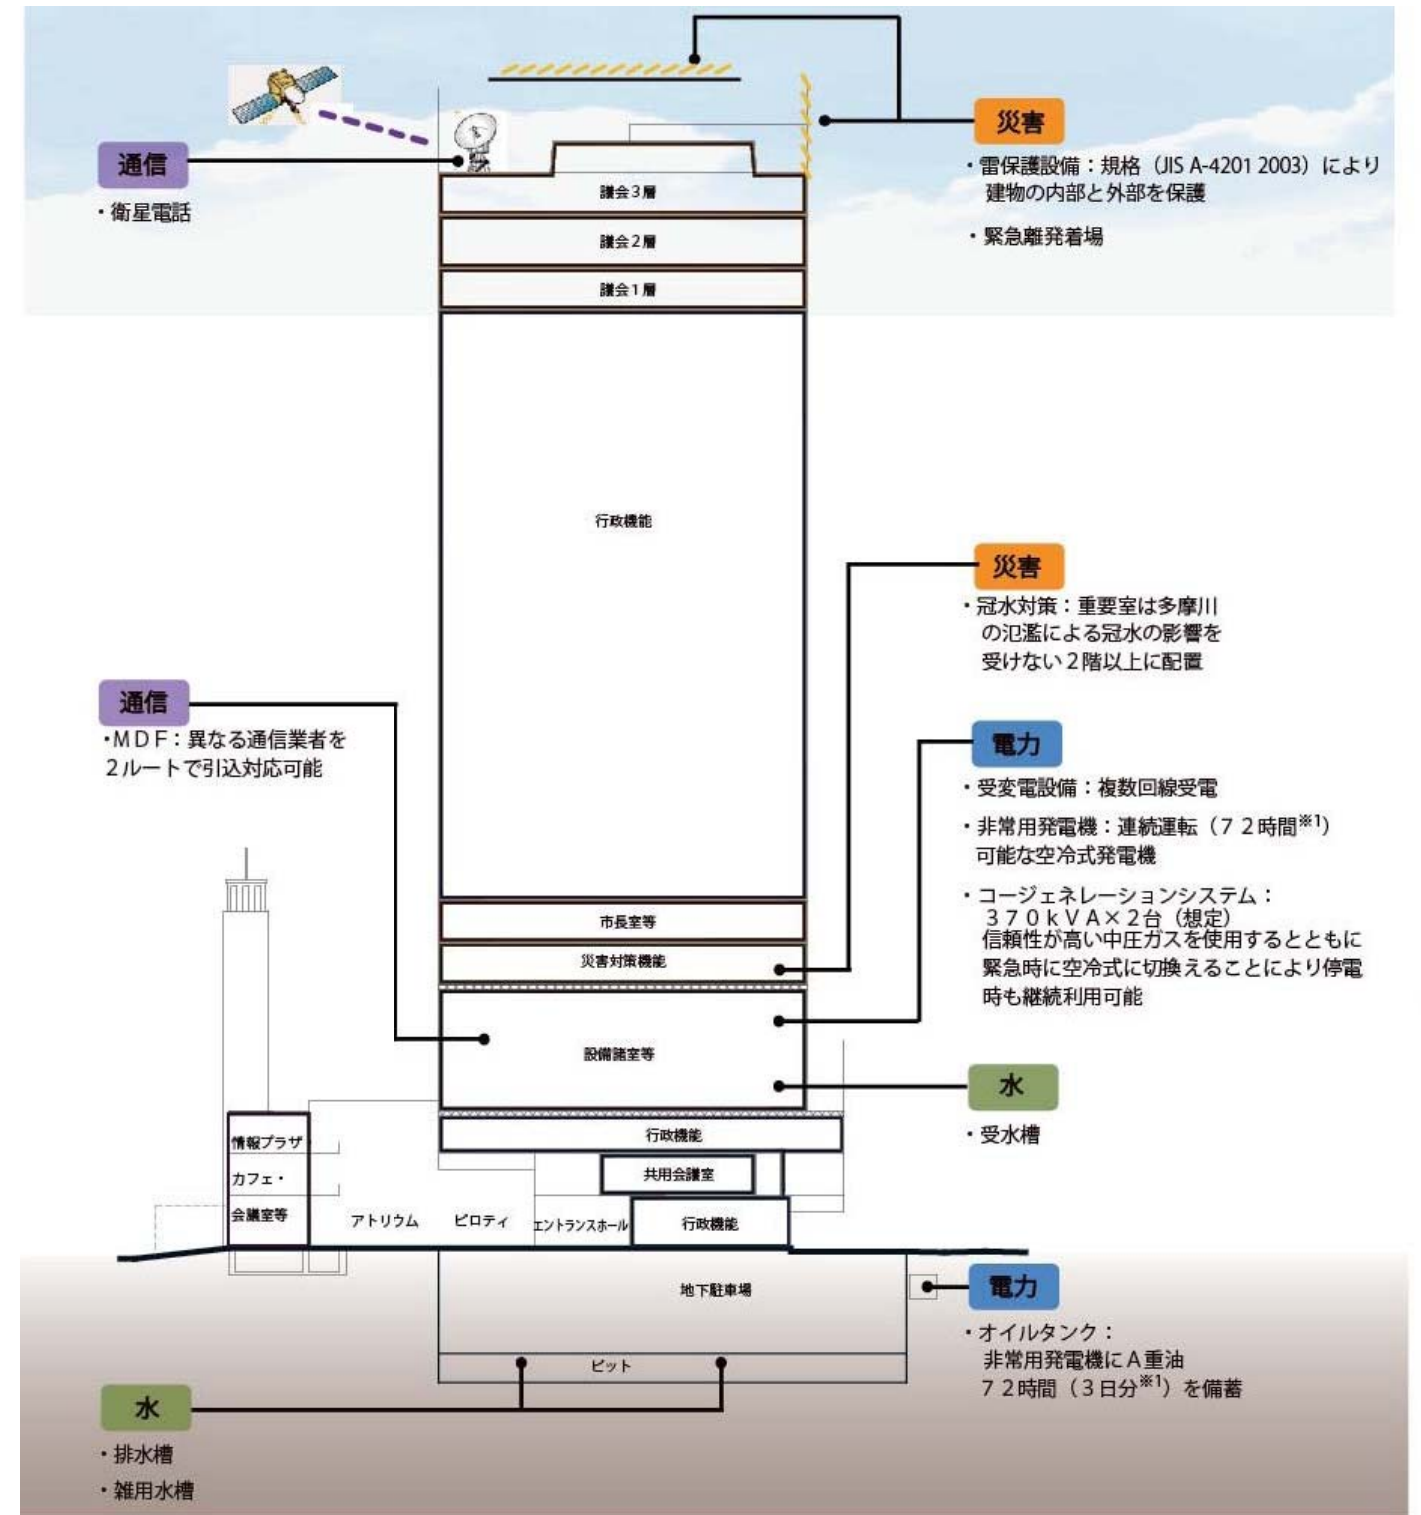 通信
・衛星電話
災害
・雷保護設備：規格（JIS A-4201 2003）により
建物の内部と外部を保護
・緊急離発着場
議会３層
議会２層
議会１層
行政機能
災害
・冠水対策：重要室は多摩川
の氾濫による冠水の影響を
受けない２階以上に配置
通信
・ＭＤＦ：異なる通信業者を
２ルートで引込対応可能
電力
・受変電設備：複数回線受電
・非常用発電機：連続運転（７２時間※1）
可能な空冷式発電機
・コージェネレーションシステム：
３７０ｋＶＡ×２台（想定）
信頼性が高い中圧ガスを使用するとともに
緊急時に空冷式に切換えることにより停電
時も継続利用可能
市長室等
災害対策機能
設備諸室等
水
・受水槽
行政機能
共用会議室
行政機能
情報プラザ
カフェ・
会議室等
アトリウム
ピロティ
エントランスホール
地下駐車場
ピット
電力
・オイルタンク：
非常用発電機にＡ重油
７２時間（３日分※1）を備蓄
水
・排水槽
・雑用水槽